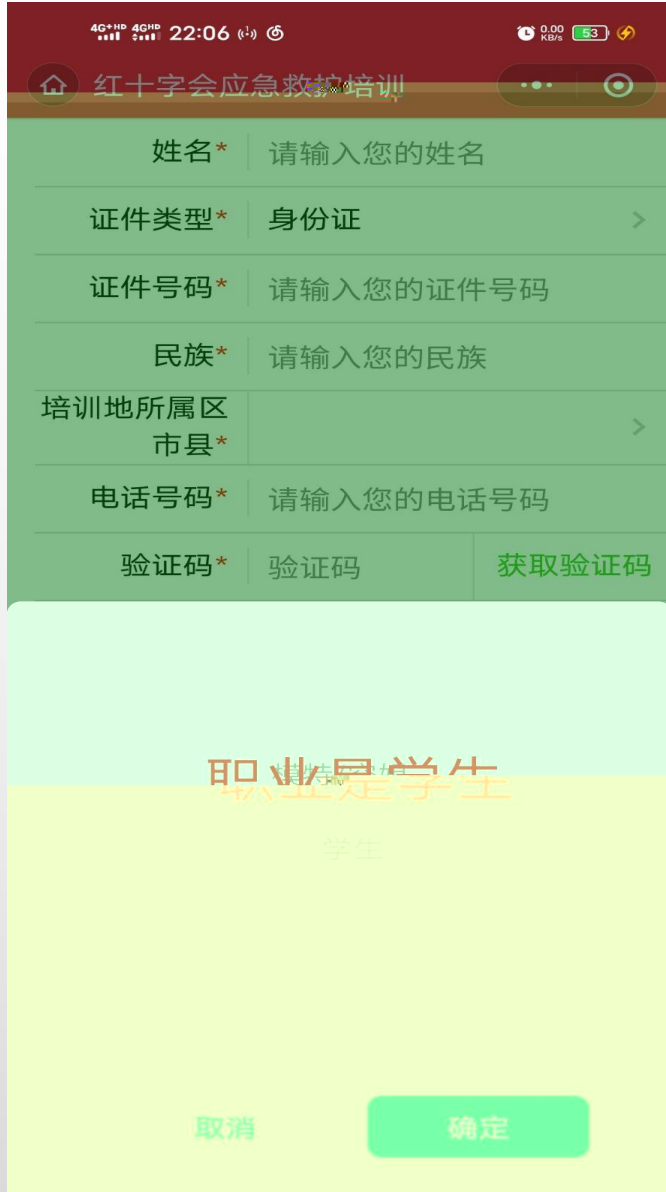 4G+HD 4GHD 22:06 0.00 KB/s 53
红十字会应急救护培训
姓名* 请输入您的姓名
证件类型* 身份证
证件号码* 请输入您的证件号码
民族* 请输入您的民族
培训地所属区
市县*
电话号码* 请输入您的电话号码
验证码* 验证码 获取验证码
职业是学生
学生
取消 确定